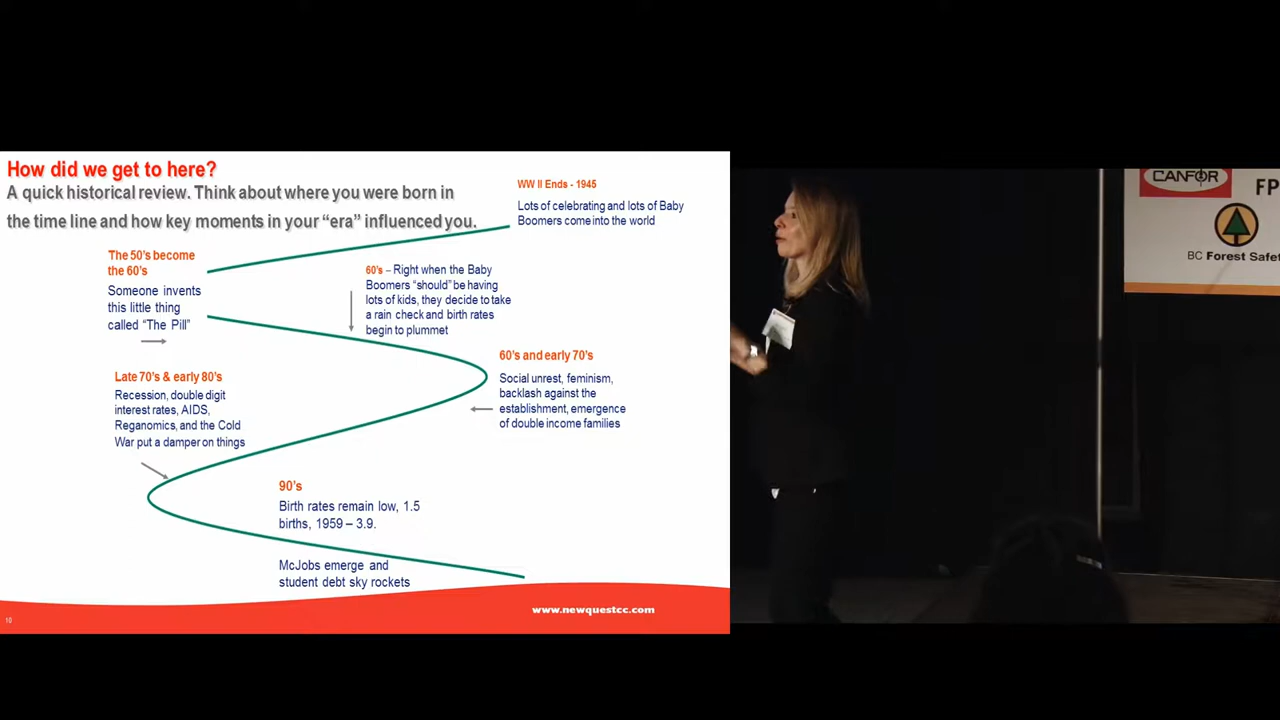 How did we get to here?
A quick historical review. Think about where you were born in
the time line and how key moments in your “era” influenced you.
WW II Ends - 1945
Lots of celebrating and lots of Baby
Boomers come into the world
The 50's become
the 60's
Someone invents
this little thing
called “The Pill”
60's – Right when the Baby
Boomers “should” be having
lots of kids, they decide to take
a rain check and birth rates
begin to plummet
60's and early 70's
Social unrest, feminism,
backlash against the
establishment, emergence
of double income families
Late 70's & early 80's
Recession, double digit
interest rates, AIDS,
Reganomics, and the Cold
War put a damper on things
90's
Birth rates remain low, 1.5
births, 1959 – 3.9.
McJobs emerge and
student debt sky rockets
www.newquestcc.com
10
CANFOR
FP
BC Forest Safet